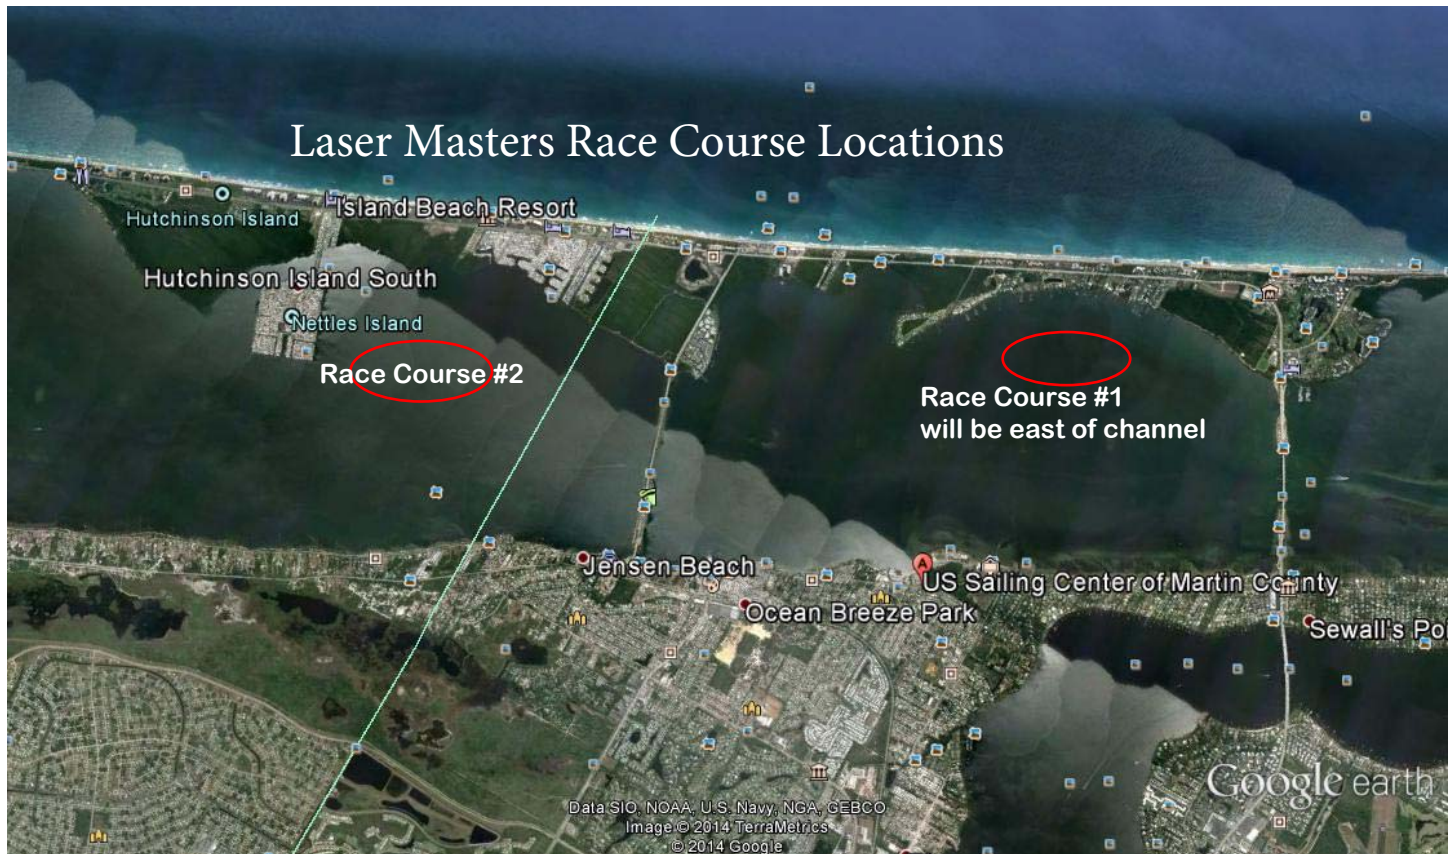 Laser Masters Race Course Locations
Island Beach Resort
Hutchinson Island
Hutchinson Island South
Nettles Island
Race Course #2
Race Course #1
will be east of channel
Jensen Beach
A
US Sailing Center of Martin County
Ocean Breeze Park
Sewall's Po
Google earth
Data SIO, NOAA, U.S. Navy, NGA, GEBCO
Image © 2014 TerraMetrics
© 2014 Google